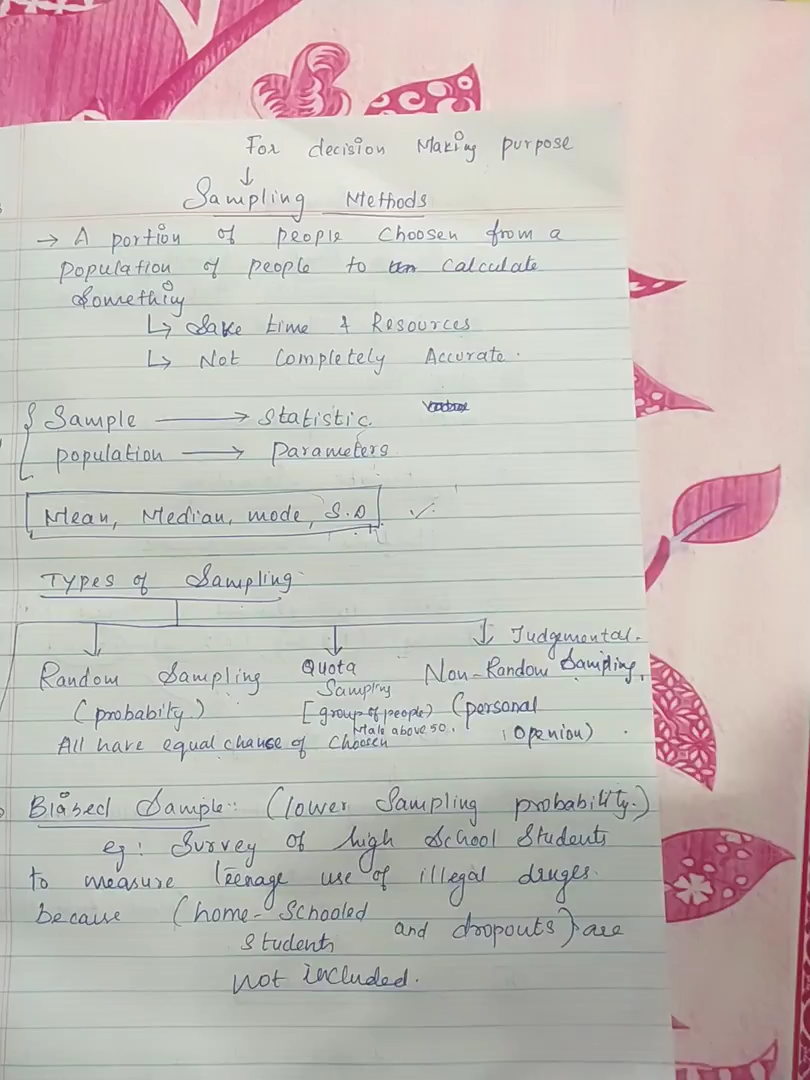 For decision Making purpose
↓
Sampling Methods
→ A portion of people Choosen from a
population of people to calculate
Something
↳ Sake time & Resources
↳ Not Completely Accurate.
{ Sample → Statistic
population → parameters
Mean, Median, mode, S.D ✓
Types of Sampling
Judgemental.
Random Sampling Quota Sampling Non-Random Sampling,
(probabity) [group of people) (personal
Male above 50. openion)
All have equal chance of choosen
Biased Sample:: (lower Sampling probability.)
eg: Survey of high School Students
to measure Teenage use of illegal druges.
because (home-Schooled
Students and dropouts} are
not included.